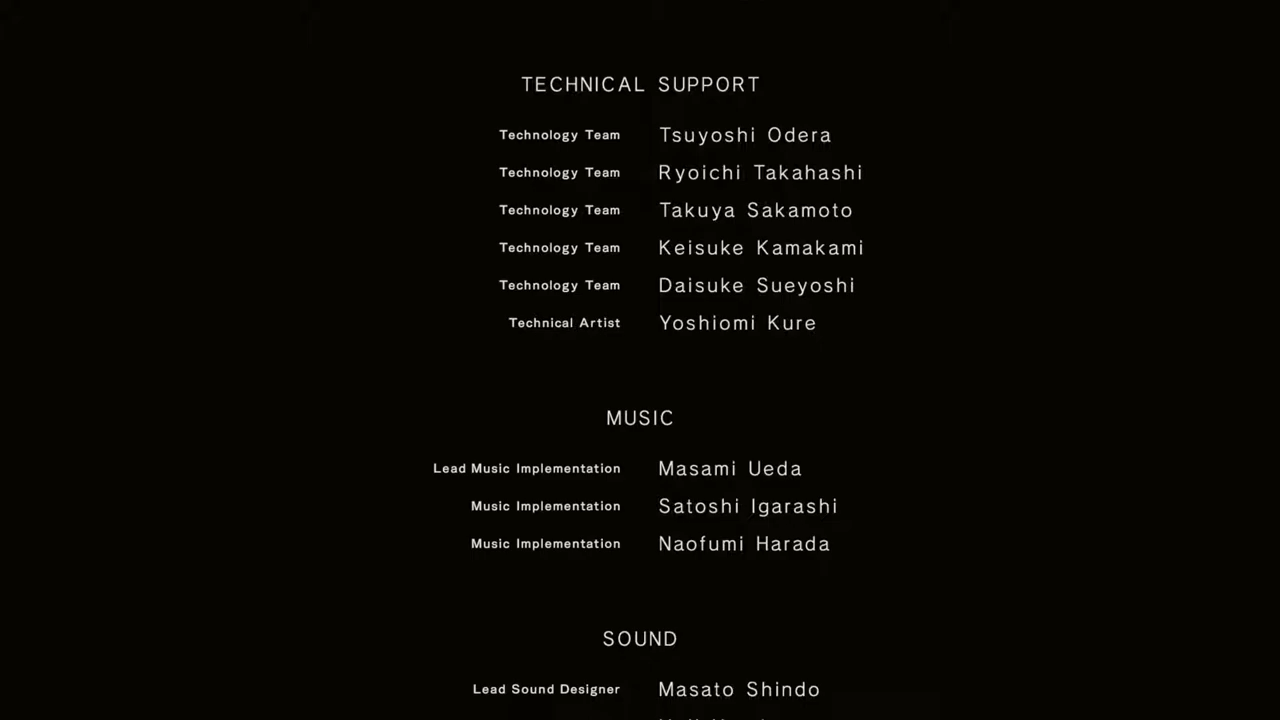 TECHNICAL SUPPORT
Technology Team Tsuyoshi Odera
Technology Team Ryoichi Takahashi
Technology Team Takuya Sakamoto
Technology Team Keisuke Kamakami
Technology Team Daisuke Sueyoshi
Technical Artist Yoshiomi Kure
MUSIC
Lead Music Implementation Masami Ueda
Music Implementation Satoshi Igarashi
Music Implementation Naofumi Harada
SOUND
Lead Sound Designer Masato Shindo